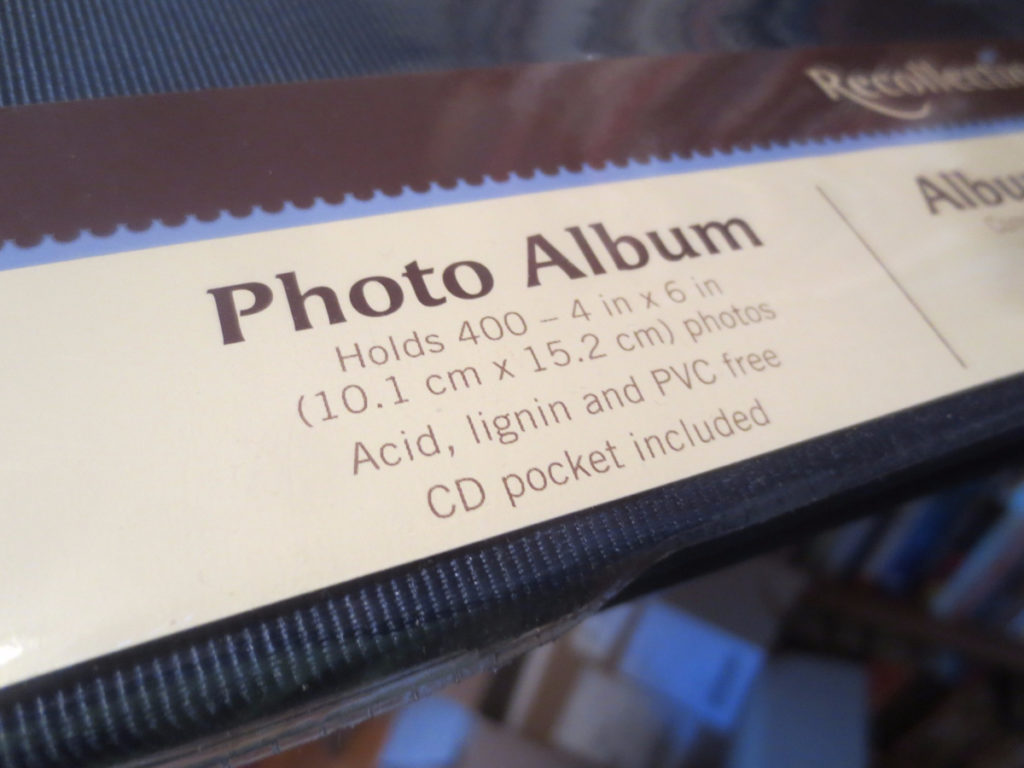 Photo Album
Holds 400 – 4 in x 6 in
(10.1 cm x 15.2 cm) photos
Acid, lignin and PVC free
CD pocket included